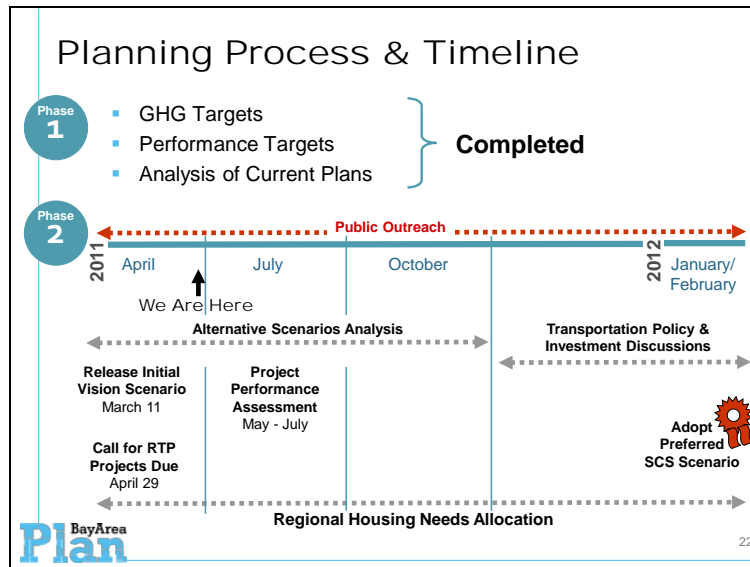 Planning Process & Timeline
Phase
1
GHG Targets
Performance Targets
Analysis of Current Plans
Completed
Phase
2
Public Outreach
2011
April
July
October
2012
January/
February
We Are Here
Alternative Scenarios Analysis
Transportation Policy &
Investment Discussions
Release Initial
Vision Scenario
March 11
Project
Performance
Assessment
May - July
Call for RTP
Projects Due
April 29
Adopt
Preferred
SCS Scenario
Regional Housing Needs Allocation
BayArea
Plan
22